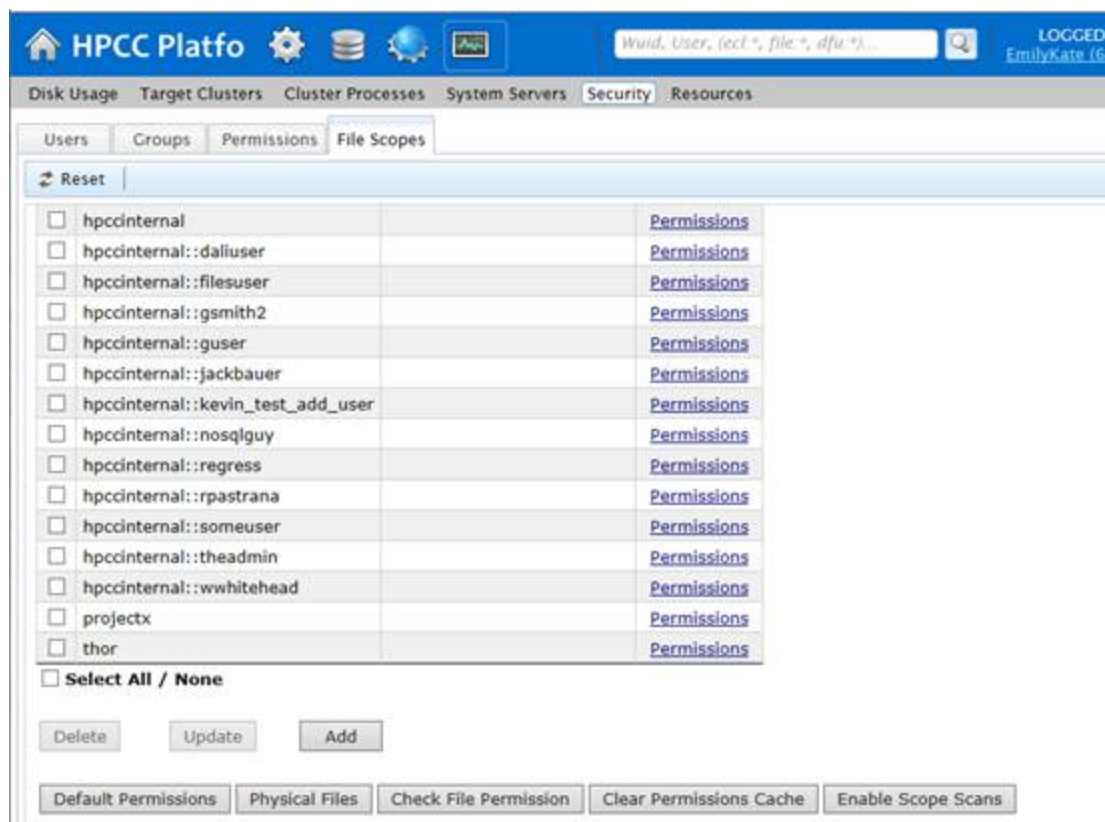 HPCC Platfo
Wuid, User, (ecl:*, file:*, dfu:*)...
LOGGED
EmilyKate (6
Disk Usage Target Clusters Cluster Processes System Servers Security Resources
Users Groups Permissions File Scopes
Reset
hpccinternal Permissions
hpccinternal::daliuser Permissions
hpccinternal::filesuser Permissions
hpccinternal::gsmith2 Permissions
hpccinternal::guser Permissions
hpccinternal::jackbauer Permissions
hpccinternal::kevin_test_add_user Permissions
hpccinternal::nosqlguy Permissions
hpccinternal::regress Permissions
hpccinternal::rpastrana Permissions
hpccinternal::someuser Permissions
hpccinternal::theadmin Permissions
hpccinternal::wwhitehead Permissions
projectx Permissions
thor Permissions
Select All / None
Delete Update Add
Default Permissions Physical Files Check File Permission Clear Permissions Cache Enable Scope Scans